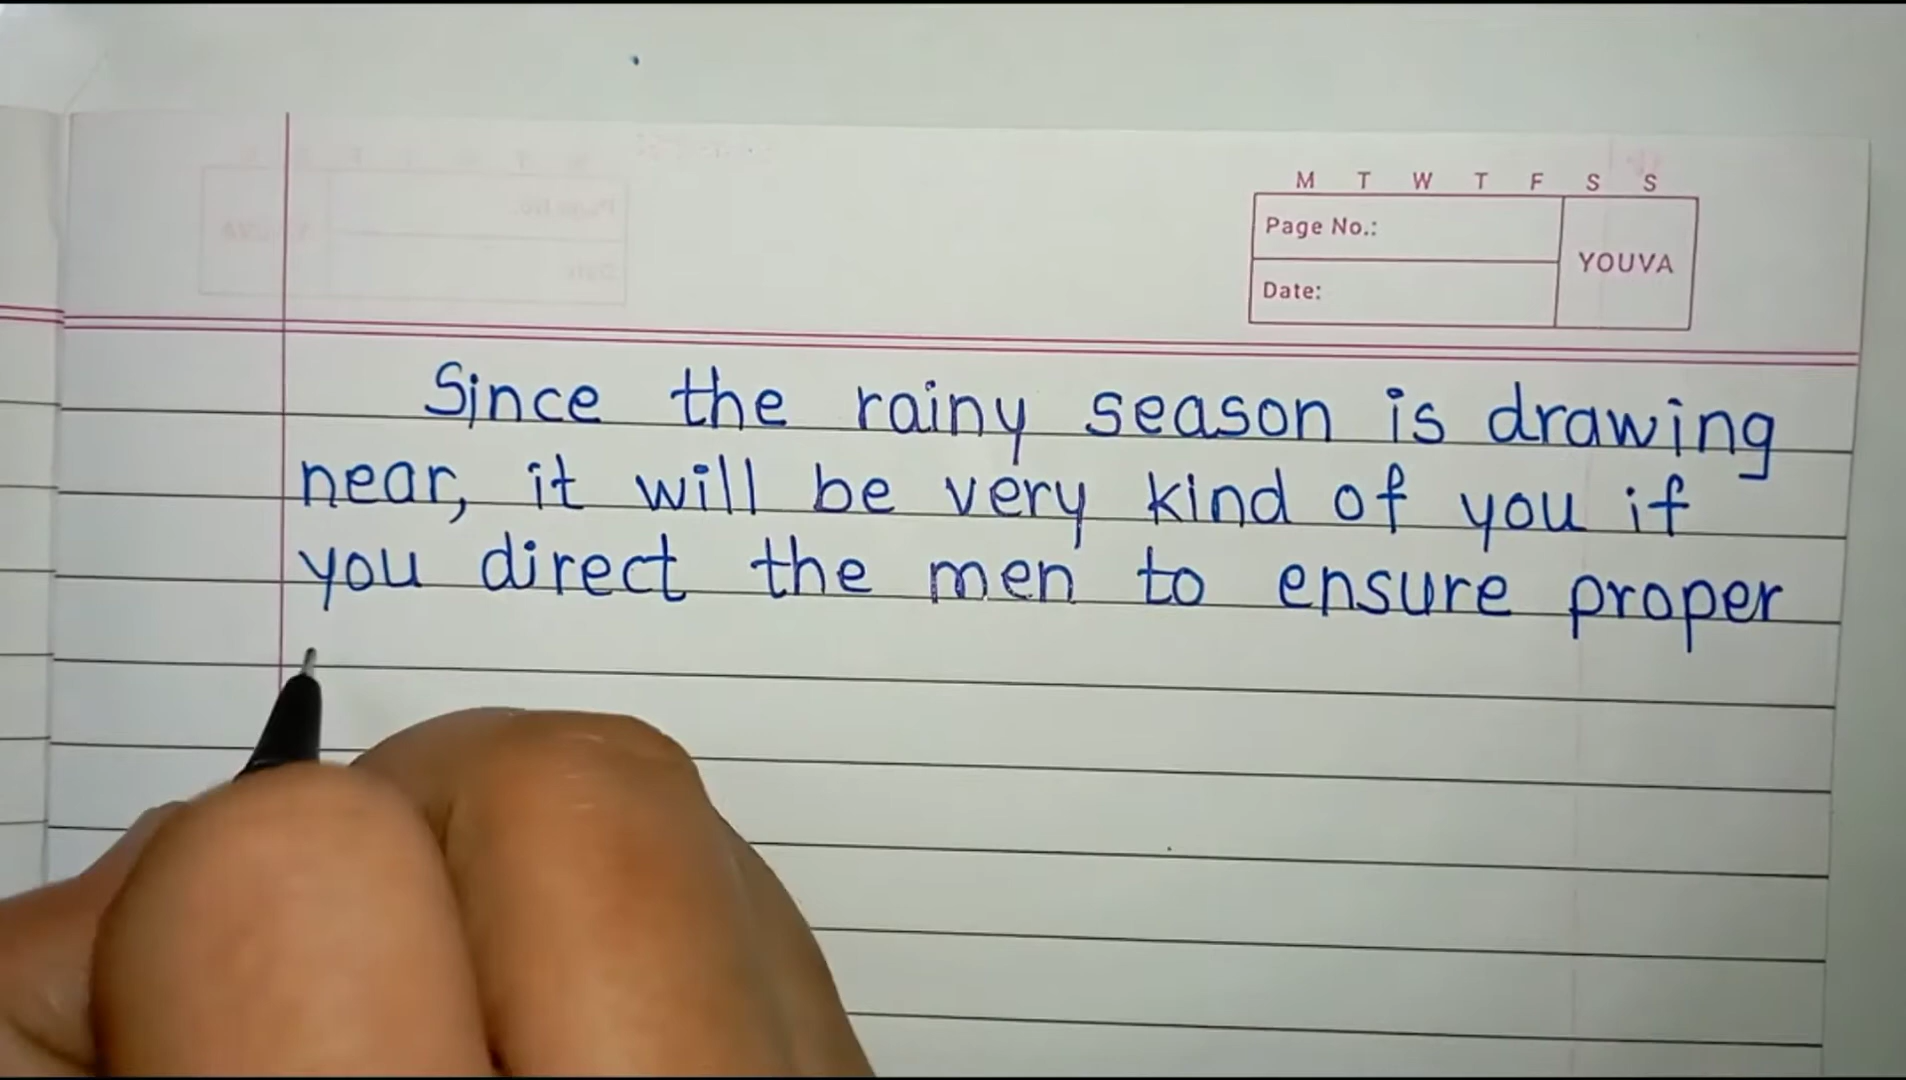 M T W T F S S
Page No.:
YOUVA
Date:
Since the rainy season is drawing
near, it will be very kind of you if
you direct the men to ensure proper